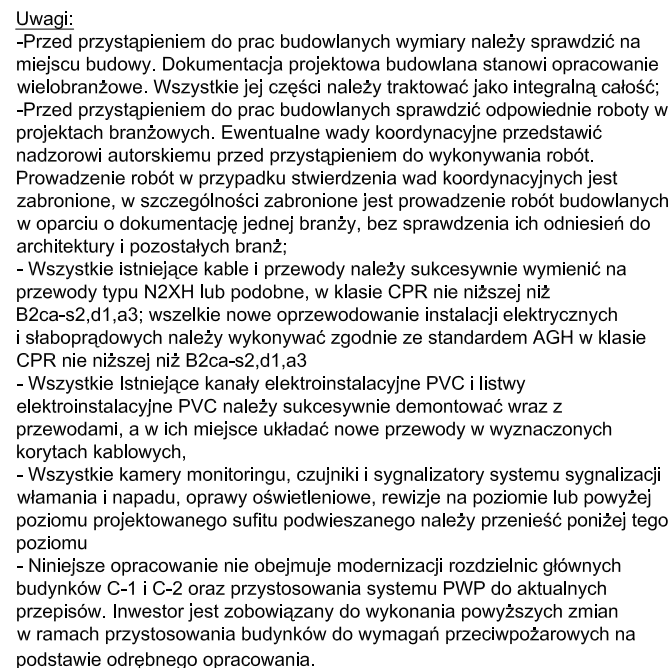 Uwagi:
-Przed przystąpieniem do prac budowlanych wymiary należy sprawdzić na
miejscu budowy. Dokumentacja projektowa budowlana stanowi opracowanie
wielobranżowe. Wszystkie jej części należy traktować jako integralną całość;
-Przed przystąpieniem do prac budowlanych sprawdzić odpowiednie roboty w
projektach branżowych. Ewentualne wady koordynacyjne przedstawić
nadzorowi autorskiemu przed przystąpieniem do wykonywania robót.
Prowadzenie robót w przypadku stwierdzenia wad koordynacyjnych jest
zabronione, w szczególności zabronione jest prowadzenie robót budowlanych
w oparciu o dokumentację jednej branży, bez sprawdzenia ich odniesień do
architektury i pozostałych branż;
- Wszystkie istniejące kable i przewody należy sukcesywnie wymienić na
przewody typu N2XH lub podobne, w klasie CPR nie niższej niż
B2ca-s2,d1,a3; wszelkie nowe oprzewodowanie instalacji elektrycznych
i słaboprądowych należy wykonywać zgodnie ze standardem AGH w klasie
CPR nie niższej niż B2ca-s2,d1,a3
- Wszystkie Istniejące kanały elektroinstalacyjne PVC i listwy
elektroinstalacyjne PVC należy sukcesywnie demontować wraz z
przewodami, a w ich miejsce układać nowe przewody w wyznaczonych
korytach kablowych,
- Wszystkie kamery monitoringu, czujniki i sygnalizatory systemu sygnalizacji
włamania i napadu, oprawy oświetleniowe, rewizje na poziomie lub powyżej
poziomu projektowanego sufitu podwieszanego należy przenieść poniżej tego
poziomu
- Niniejsze opracowanie nie obejmuje modernizacji rozdzielnic głównych
budynków C-1 i C-2 oraz przystosowania systemu PWP do aktualnych
przepisów. Inwestor jest zobowiązany do wykonania powyższych zmian
w ramach przystosowania budynków do wymagań przeciwpożarowych na
podstawie odrębnego opracowania.